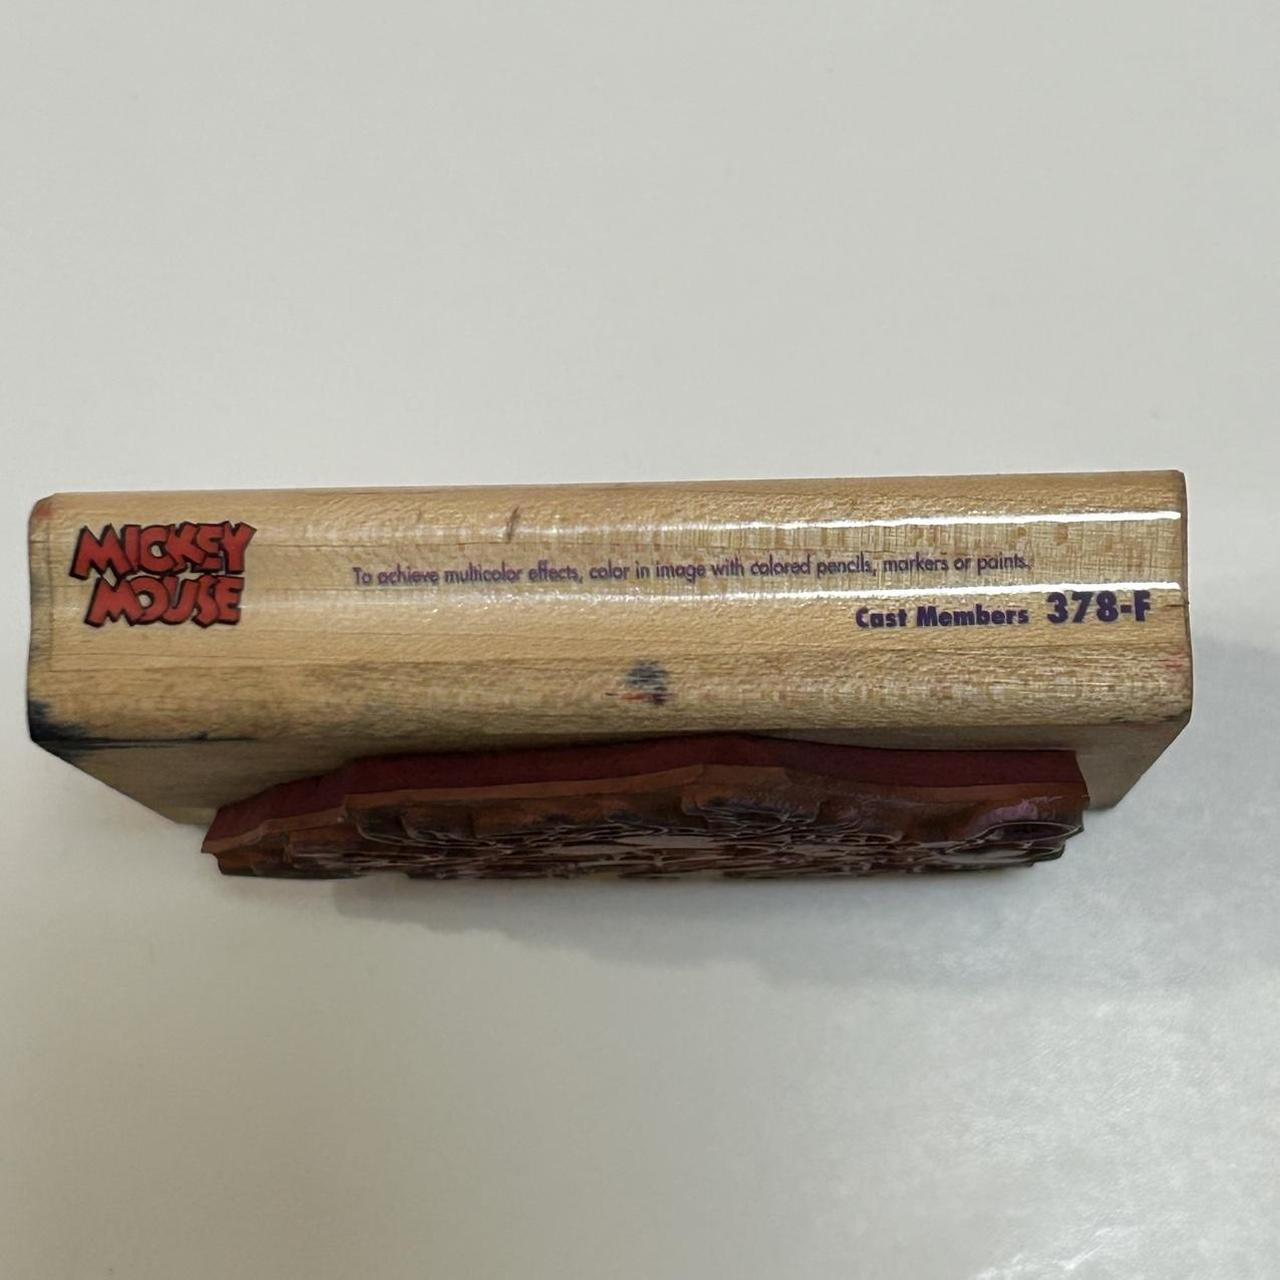 MICKEY
MOUSE
To achieve multicolor effects, color in image with colored pencils, markers or paints.
Cast Members 378-F